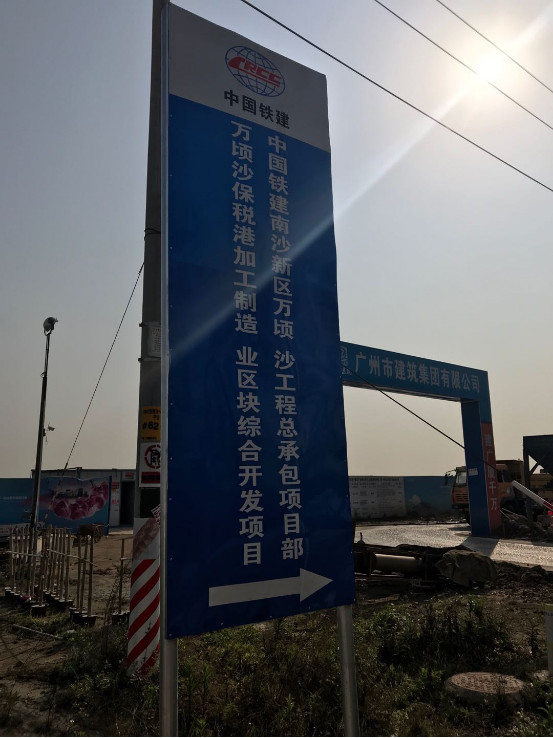 CRCC
中国铁建
万顷沙保税港加工制造 业区块综合开发项目
中国铁建南沙新区万顷 沙工程总承包项目部
广州市建筑集团有限公司